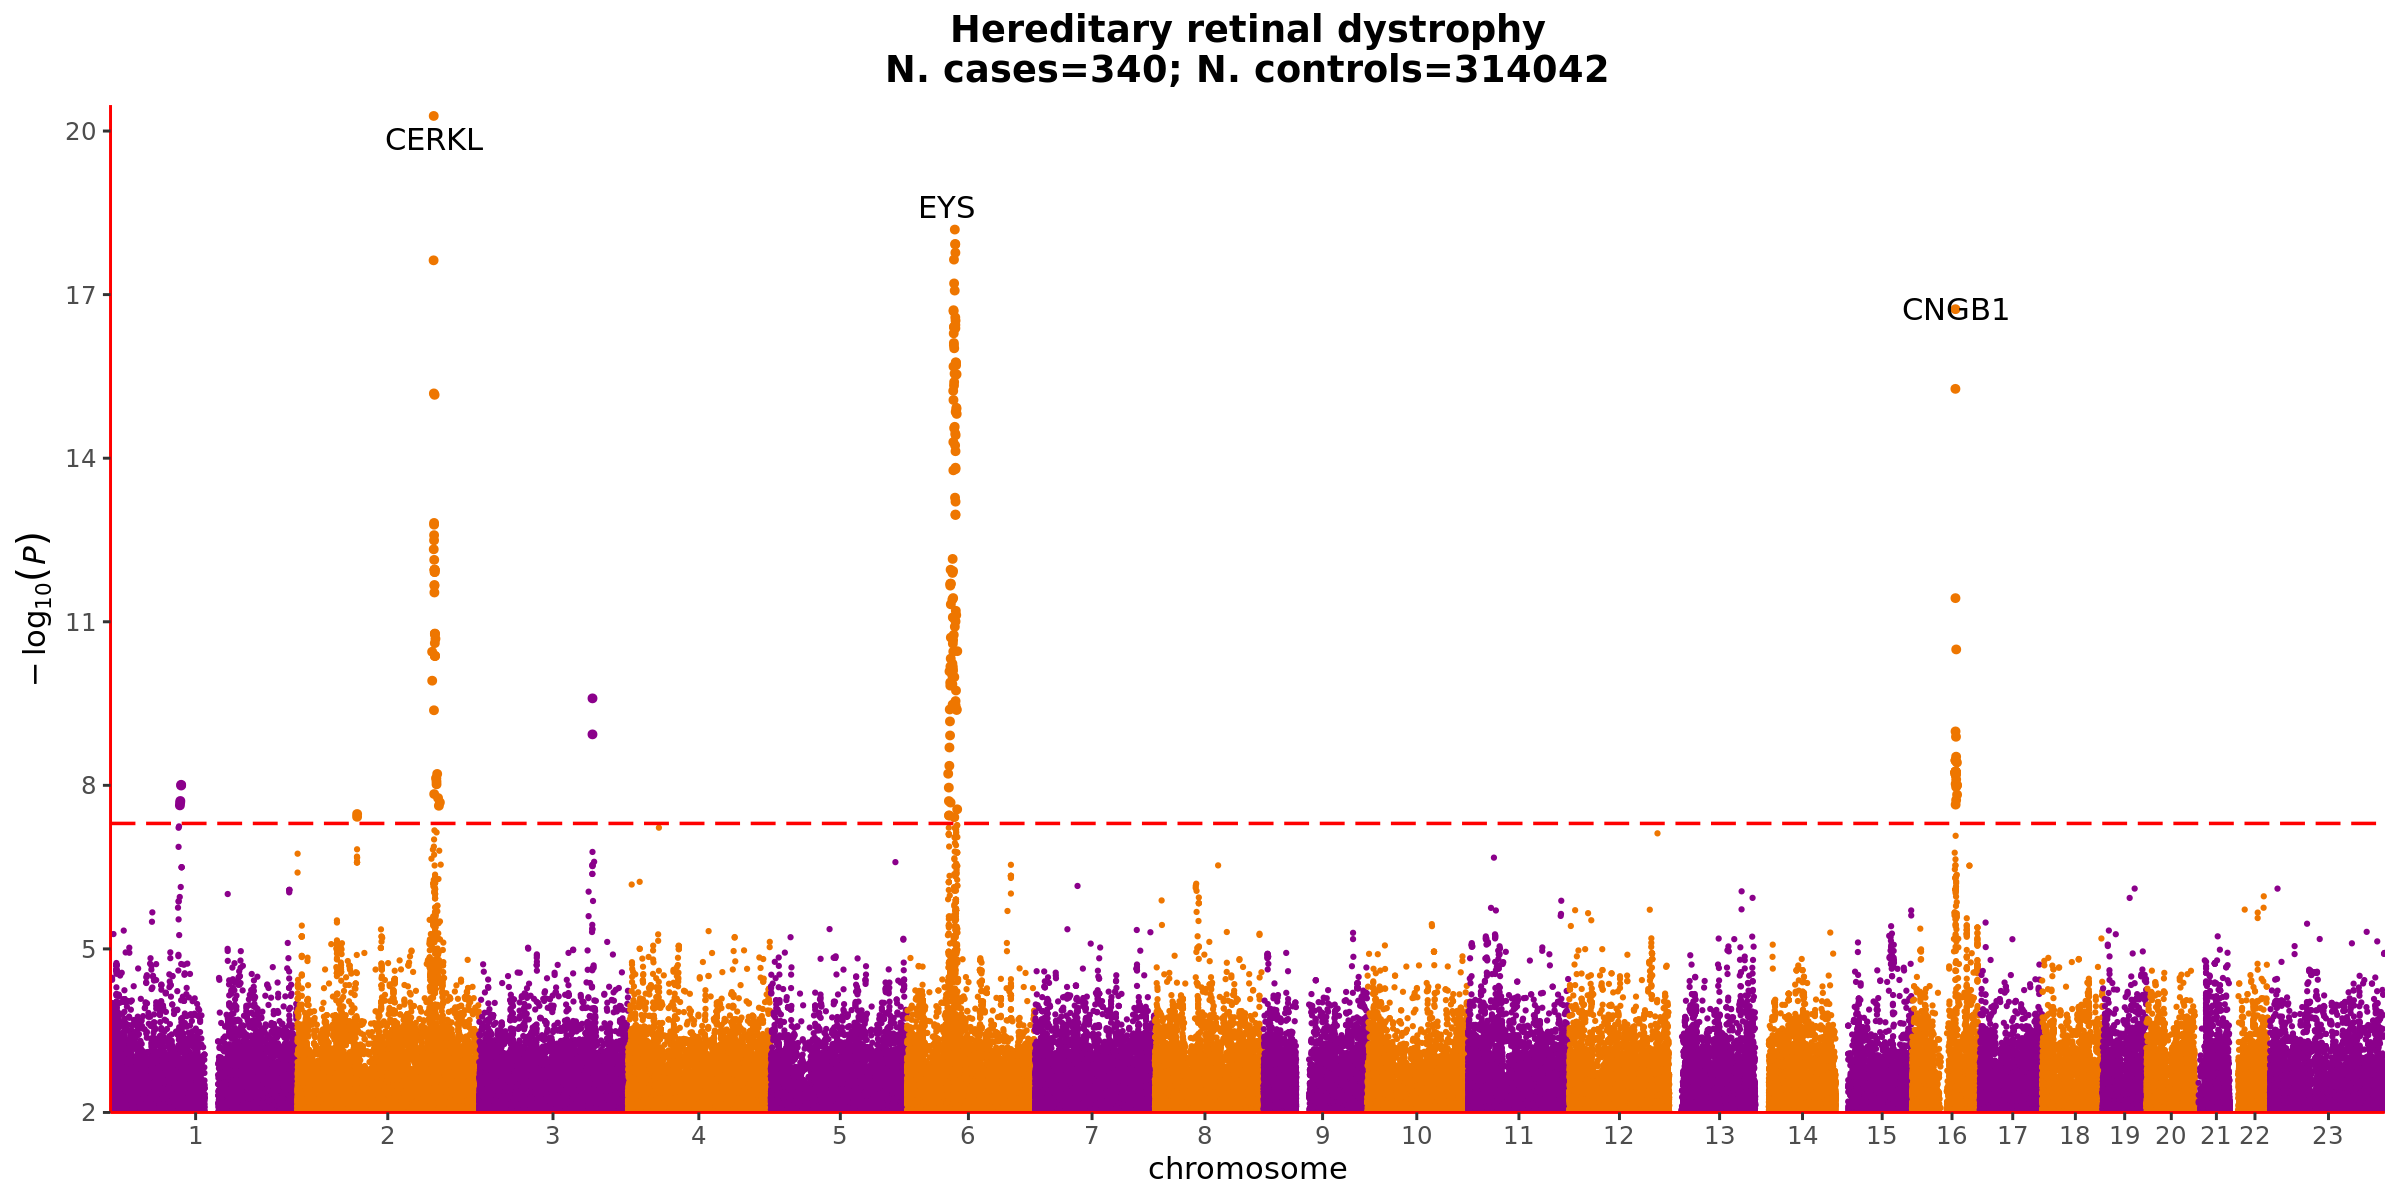 Hereditary retinal dystrophy
N. cases=340; N. controls=314042
20
CERKL
EYS
17
CNGB1
14
11
8
5
2
− log10(P)
1 2 3 4 5 6 7 8 9 10 11 12 13 14 15 16 17 18 19 20 21 22 23
chromosome